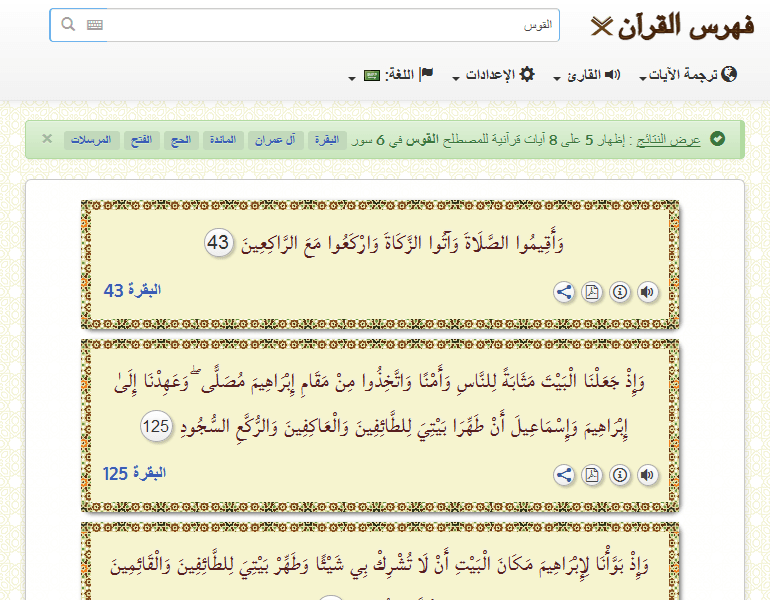 فهرس القرآن
القوس
ترجمة الآيات
القارئ
الإعدادات
اللغة:
عرض النتائج : إظهار 5 على 8 آيات قرآنية للمصطلح القوس في 6 سور البقرة آل عمران المائدة الحج الفتح المرسلات ×
وَأَقِيمُوا الصَّلَاةَ وَآتُوا الزَّكَاةَ وَارْكَعُوا مَعَ الرَّاكِعِينَ 43
البقرة 43
وَإِذْ جَعَلْنَا الْبَيْتَ مَثَابَةً لِلنَّاسِ وَأَمْنًا وَاتَّخِذُوا مِنْ مَقَامِ إِبْرَاهِيمَ مُصَلًّى ۖ وَعَهِدْنَا إِلَىٰ
إِبْرَاهِيمَ وَإِسْمَاعِيلَ أَنْ طَهِّرَا بَيْتِيَ لِلطَّائِفِينَ وَالْعَاكِفِينَ وَالرُّكَّعِ السُّجُودِ 125
البقرة 125
وَإِذْ بَوَّأْنَا لِإِبْرَاهِيمَ مَكَانَ الْبَيْتِ أَنْ لَا تُشْرِكْ بِي شَيْئًا وَطَهِّرْ بَيْتِيَ لِلطَّائِفِينَ وَالْقَائِمِينَ